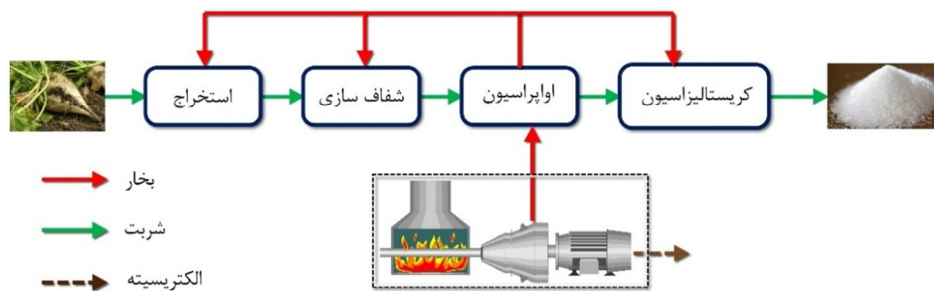 استخراج
شفاف سازی
اواپراسیون
کریستالیزاسیون
بخار
شربت
الکتریسیته